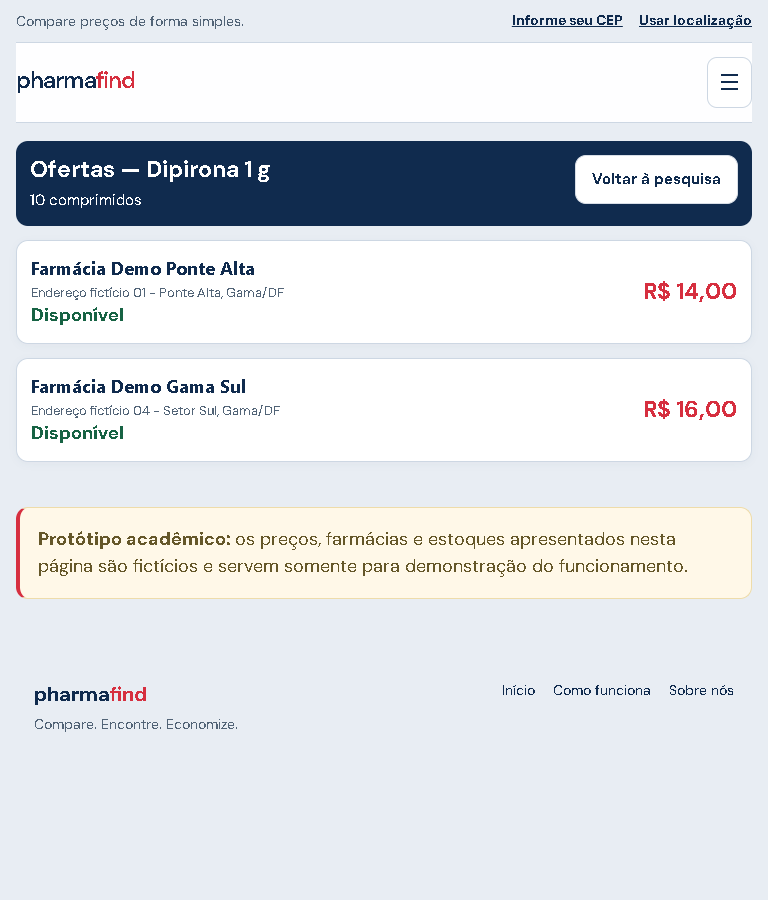 Compare preços de forma simples.
Informe seu CEP
Usar localização
pharmafind
Ofertas — Dipirona 1 g
10 comprimidos
Voltar à pesquisa
Farmácia Demo Ponte Alta
Endereço fictício 01 - Ponte Alta, Gama/DF
Disponível
R$ 14,00
Farmácia Demo Gama Sul
Endereço fictício 04 - Setor Sul, Gama/DF
Disponível
R$ 16,00
Protótipo acadêmico: os preços, farmácias e estoques apresentados nesta
página são fictícios e servem somente para demonstração do funcionamento.
pharmafind
Compare. Encontre. Economize.
Início
Como funciona
Sobre nós